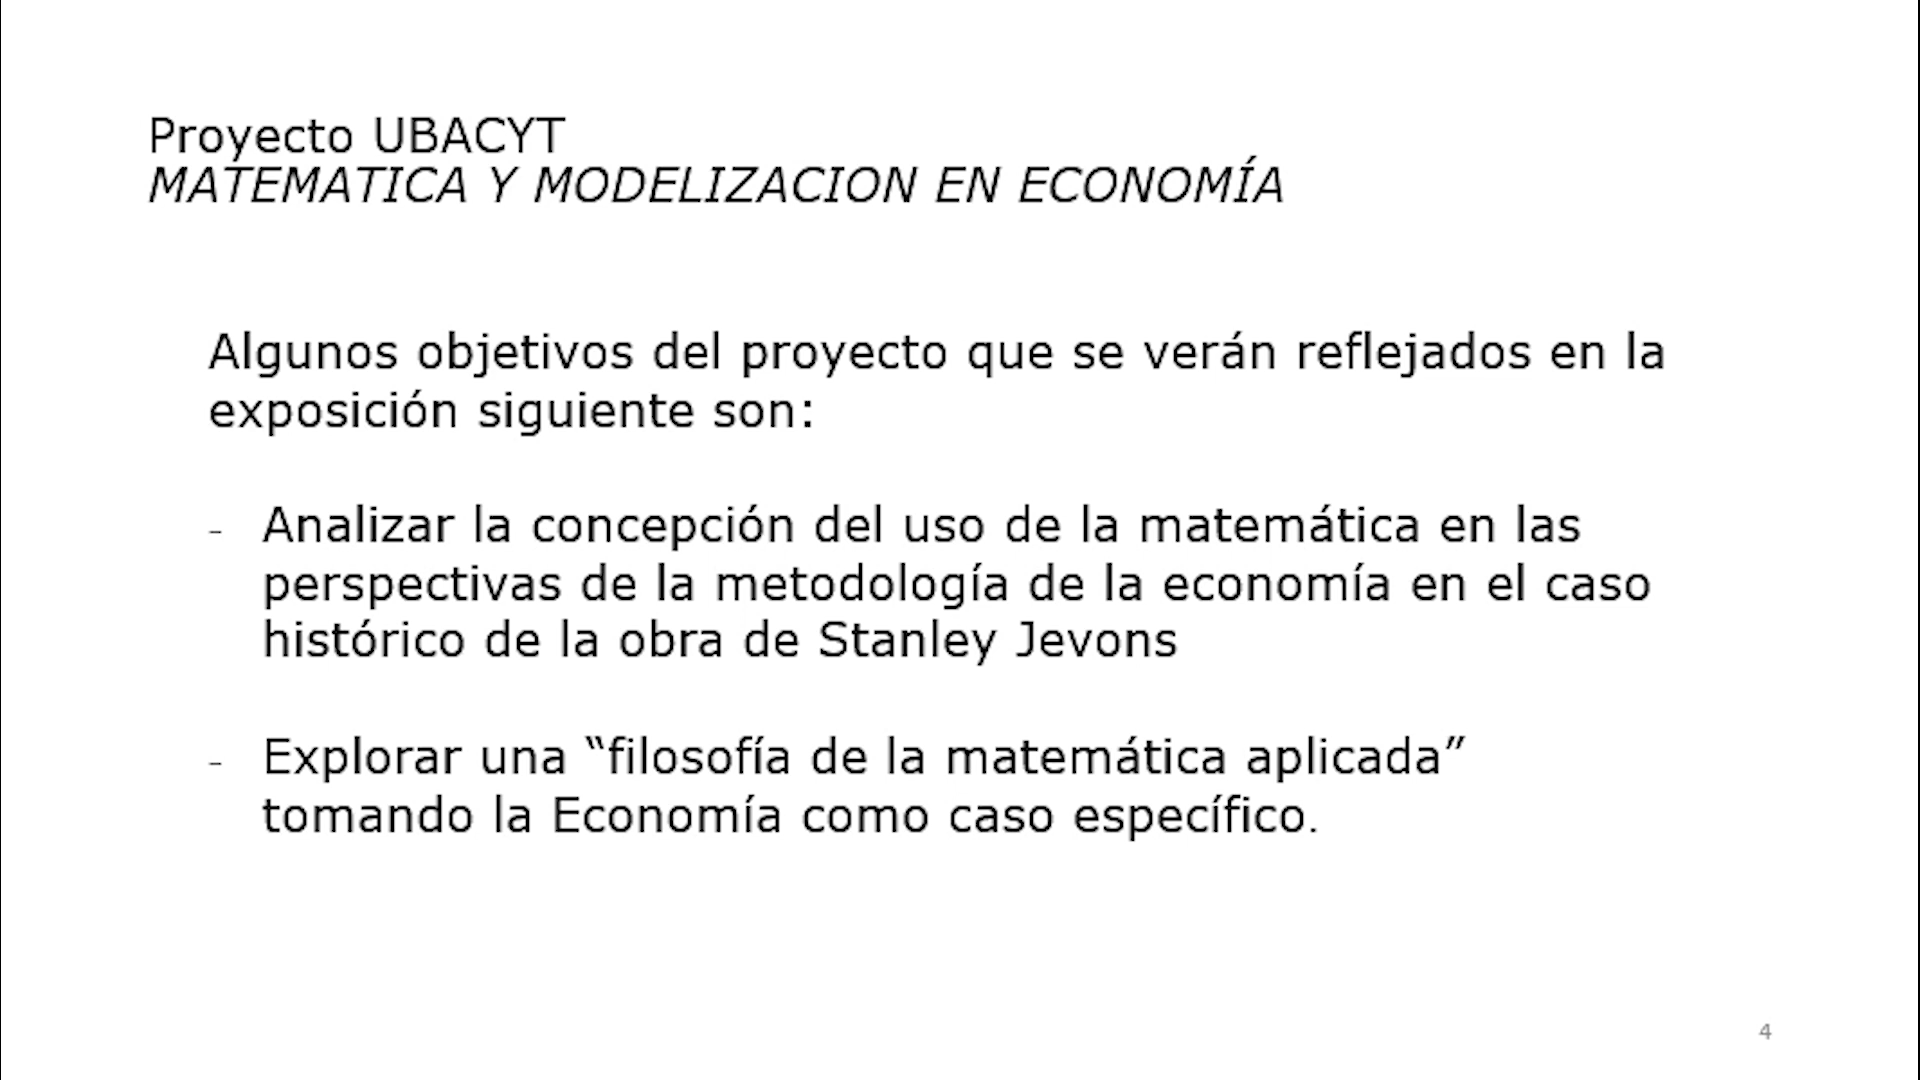 Proyecto UBACYT
MATEMATICA Y MODELIZACION EN ECONOMÍA
Algunos objetivos del proyecto que se verán reflejados en la
exposición siguiente son:
- Analizar la concepción del uso de la matemática en las
perspectivas de la metodología de la economía en el caso
histórico de la obra de Stanley Jevons
- Explorar una “filosofía de la matemática aplicada”
tomando la Economía como caso específico.
4